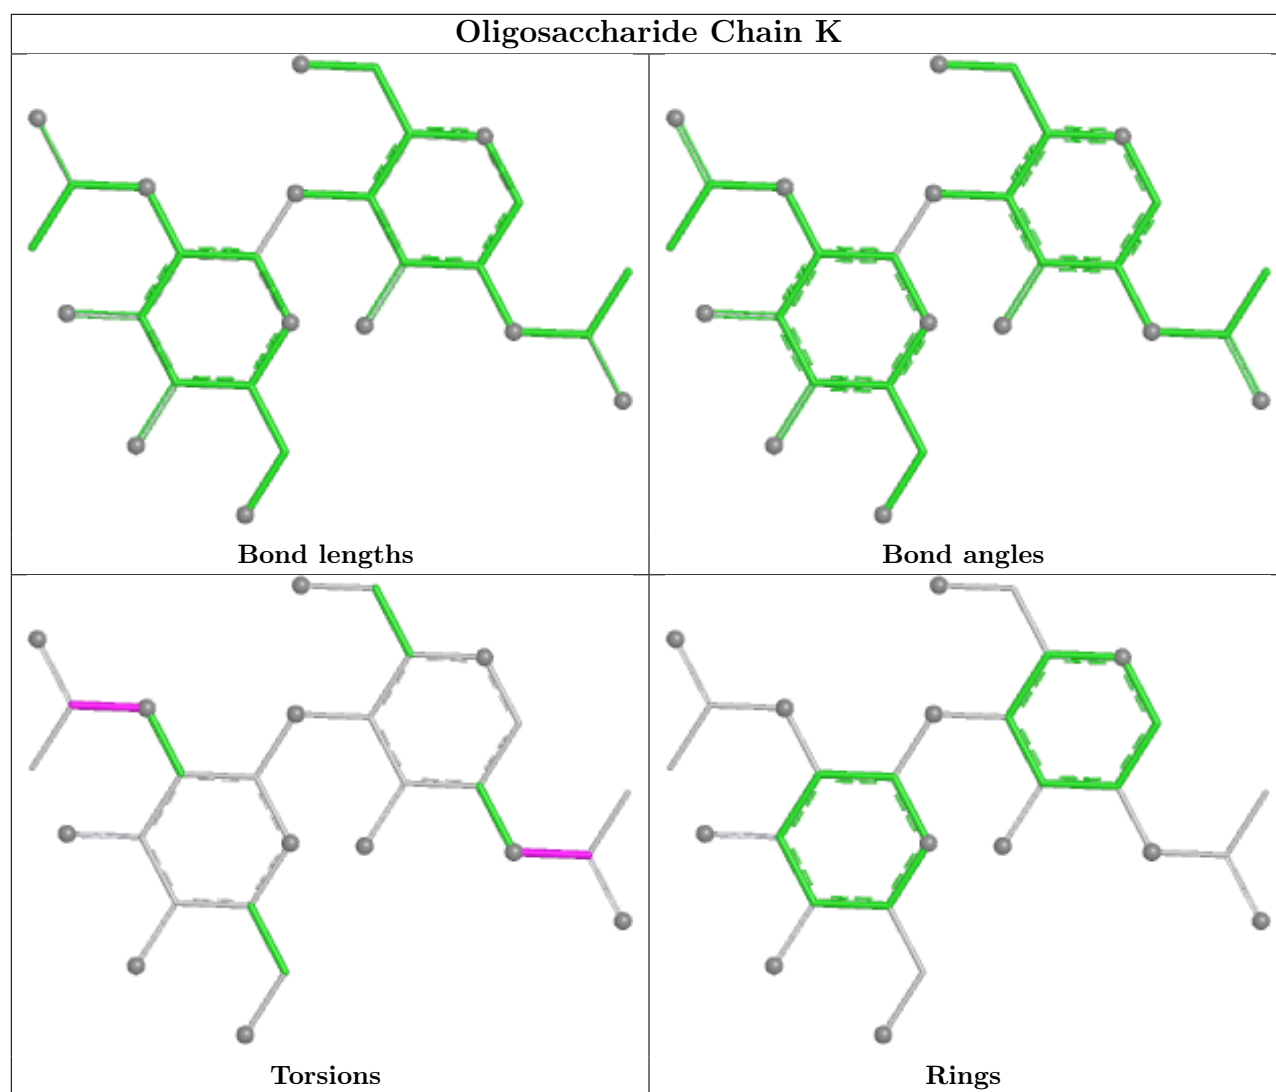 Oligosaccharide Chain K
Bond lengths
Bond angles
Torsions
Rings